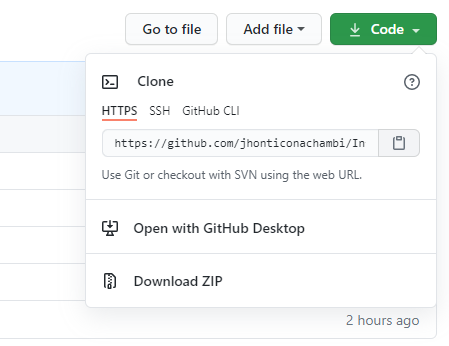 Go to file Add file Code
Clone
HTTPS SSH GitHub CLI
https://github.com/jhonticonachambi/In
Use Git or checkout with SVN using the web URL.
Open with GitHub Desktop
Download ZIP
2 hours ago